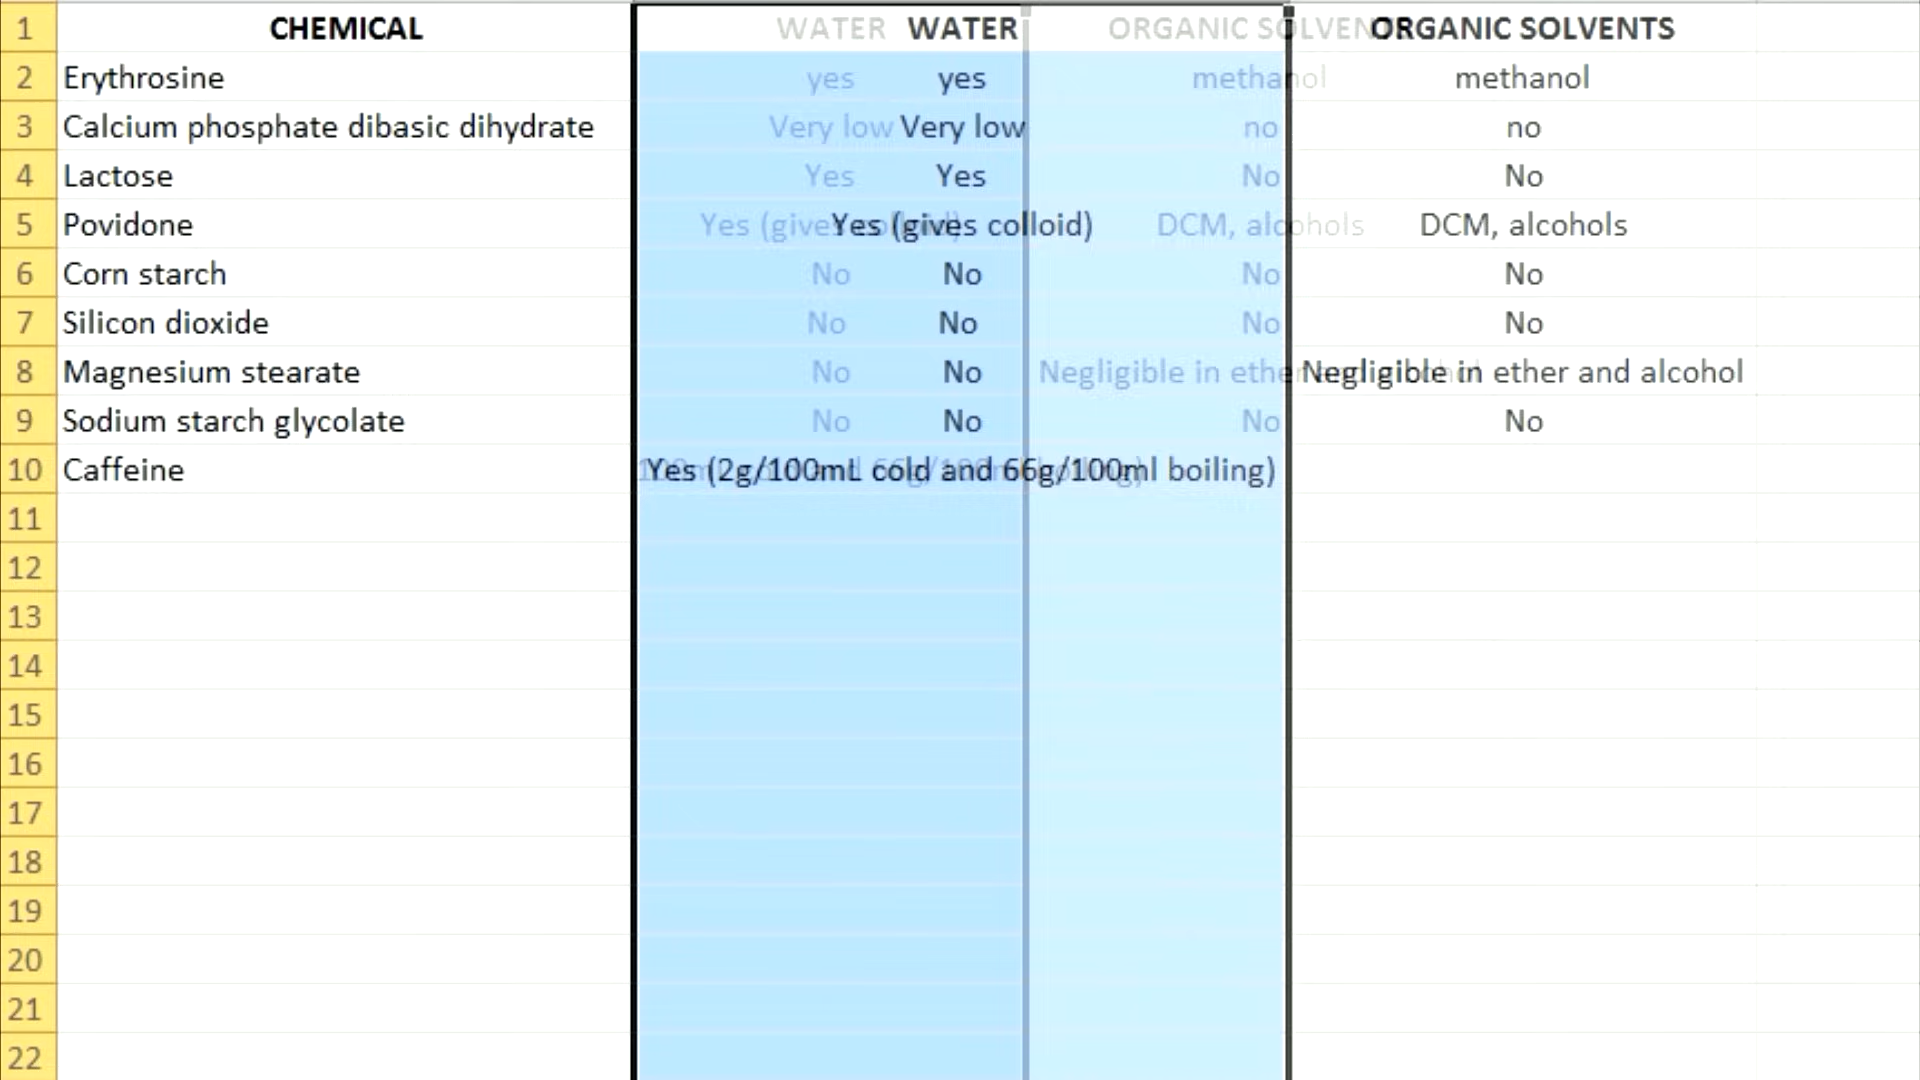 1 CHEMICAL WATER ORGANIC SOLVENTS
2 Erythrosine yes methanol
3 Calcium phosphate dibasic dihydrate Very low no
4 Lactose Yes No
5 Povidone Yes (gives colloid) DCM, alcohols
6 Corn starch No No
7 Silicon dioxide No No
8 Magnesium stearate No Negligible in ether and alcohol
9 Sodium starch glycolate No No
10 Caffeine Yes (2g/100mL cold and 66g/100ml boiling)
11
12
13
14
15
16
17
18
19
20
21
22